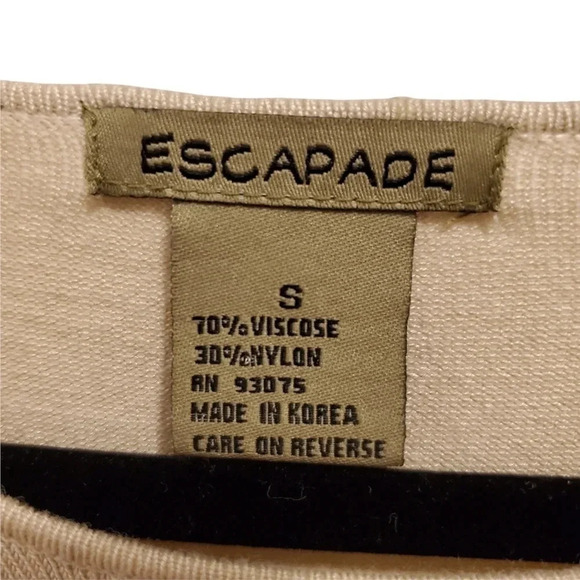 ESCAPADE
S
70% VISCOSE
30% NYLON
RN 93075
MADE IN KOREA
CARE ON REVERSE